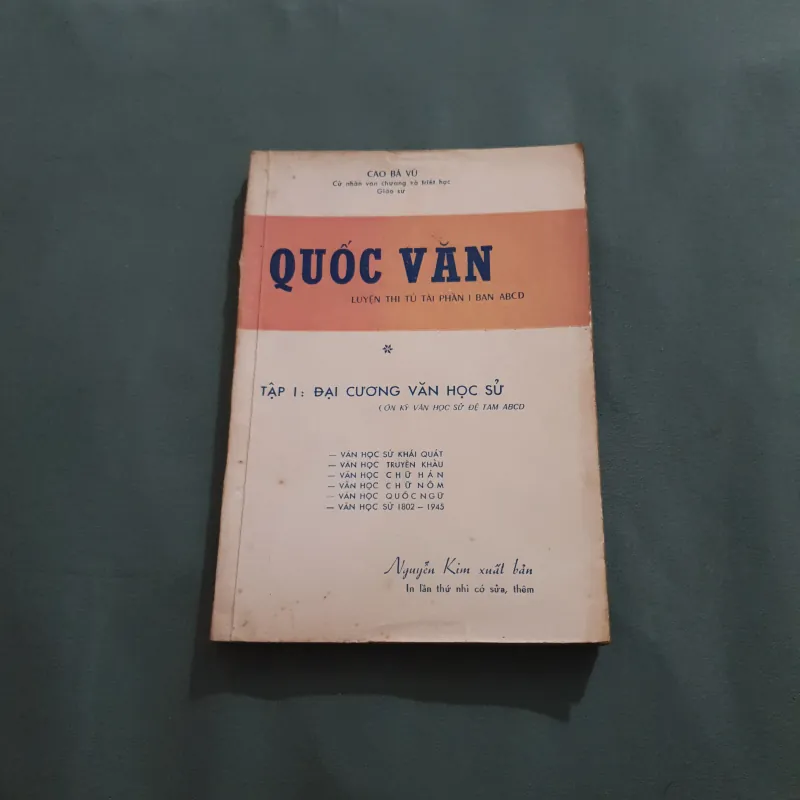 CAO BÁ VŨ
Cử nhân văn chương và triết học
Giáo sư
QUỐC VĂN
LUYỆN THI TÚ TÀI PHẦN I BAN ABCD
*
TẬP I: ĐẠI CƯƠNG VĂN HỌC SỬ
(ÔN KỸ VĂN HỌC SỬ ĐỆ TAM ABCD
— VĂN HỌC SỬ KHÁI QUÁT
— VĂN HỌC TRUYỀN KHẨU
— VĂN HỌC CHỮ HÁN
— VĂN HỌC CHỮ NÔM
— VĂN HỌC QUỐC NGỮ
— VĂN HỌC SỬ 1802 — 1945
Nguyễn Kim xuất bản
In lần thứ nhì có sửa, thêm